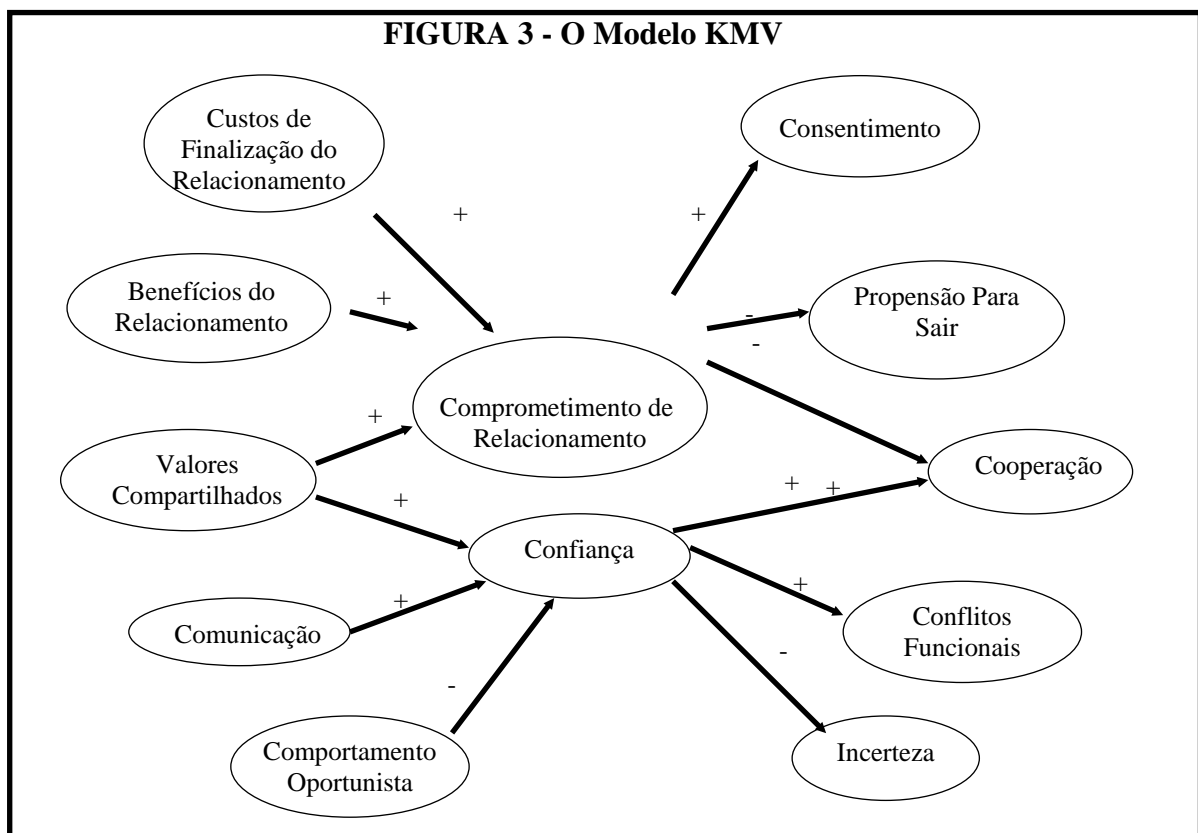 FIGURA 3 - O Modelo KMV
Custos de
Finalização do
Relacionamento
Consentimento
+
+
Benefícios do
Relacionamento
+
Propensão Para
Sair
-
-
Comprometimento de
Relacionamento
+
Valores
Compartilhados
Cooperação
+
+
+
Confiança
Comunicação
+
+
Conflitos
Funcionais
-
-
Comportamento
Oportunista
Incerteza